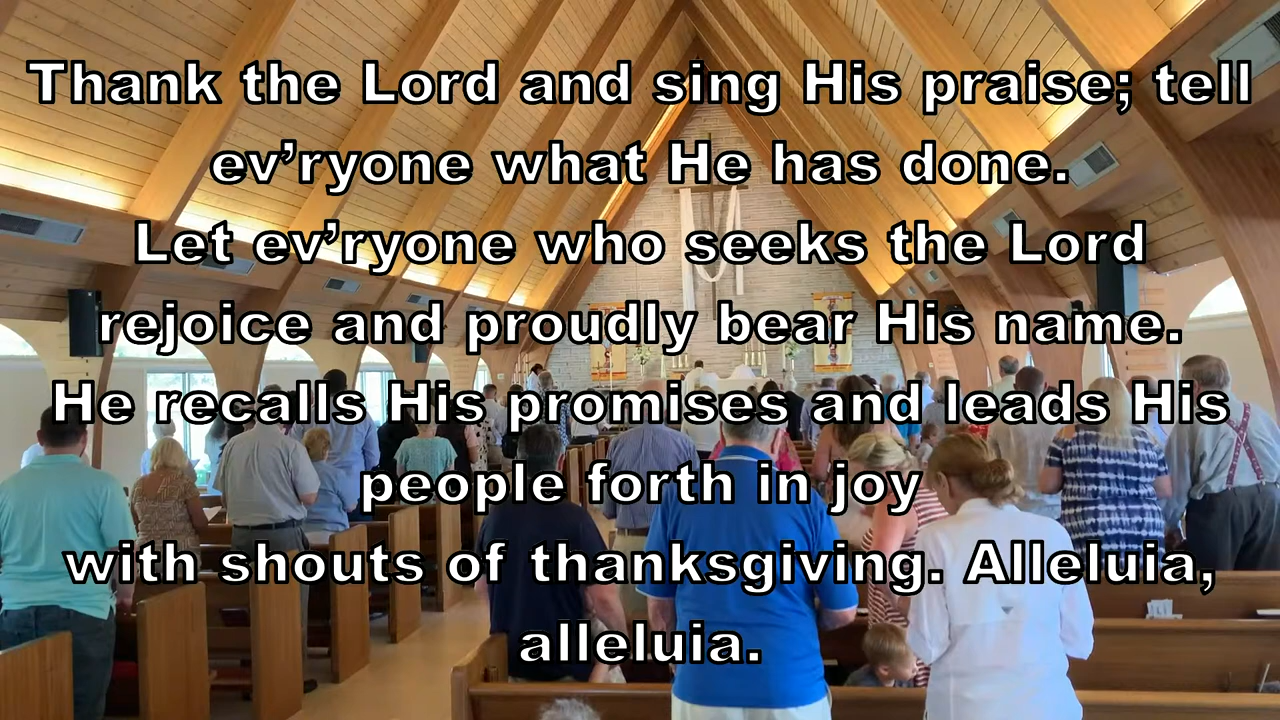 Thank the Lord and sing His praise; tell
ev’ryone what He has done.
Let ev’ryone who seeks the Lord
rejoice and proudly bear His name.
He recalls His promises and leads His
people forth in joy
with shouts of thanksgiving. Alleluia,
alleluia.